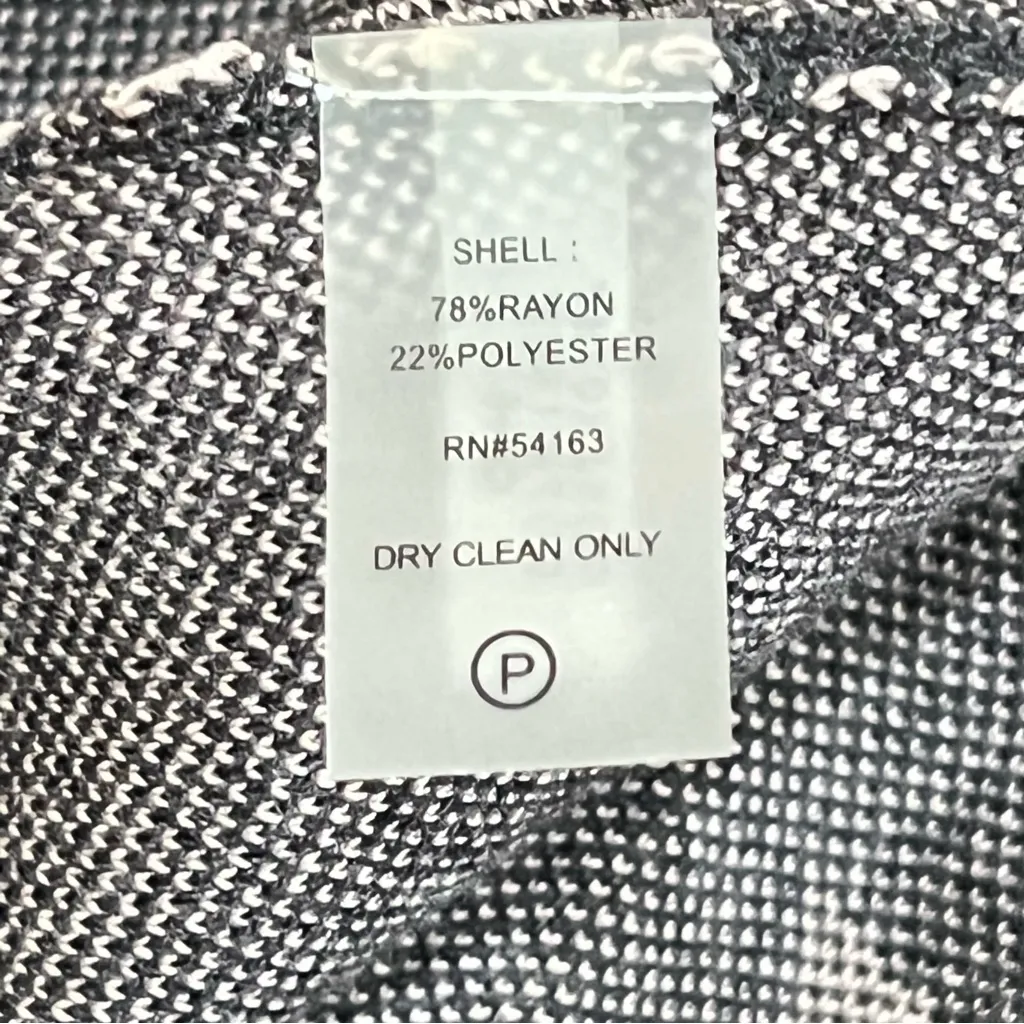 SHELL :
78%RAYON
22%POLYESTER
RN#54163
DRY CLEAN ONLY
P